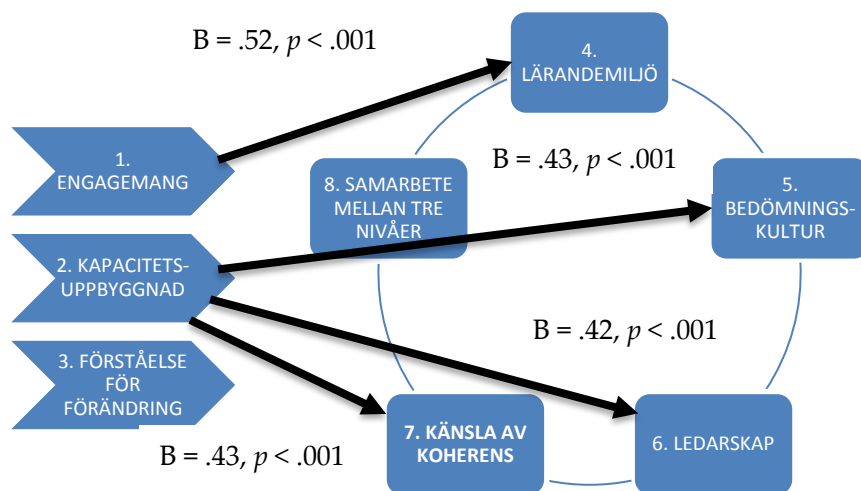 B = .52, p < .001
4.
LÄRANDEMILJÖ
1.
ENGAGEMANG
B = .43, p < .001
8. SAMARBETE
MELLAN TRE
NIVÅER
5.
BEDÖMNINGS-
KULTUR
2. KAPACITETS-
UPPBYGGNAD
B = .42, p < .001
3. FÖRSTÅELSE
FÖR
FÖRÄNDRING
7. KÄNSLA AV
KOHERENS
6. LEDARSKAP
B = .43, p < .001